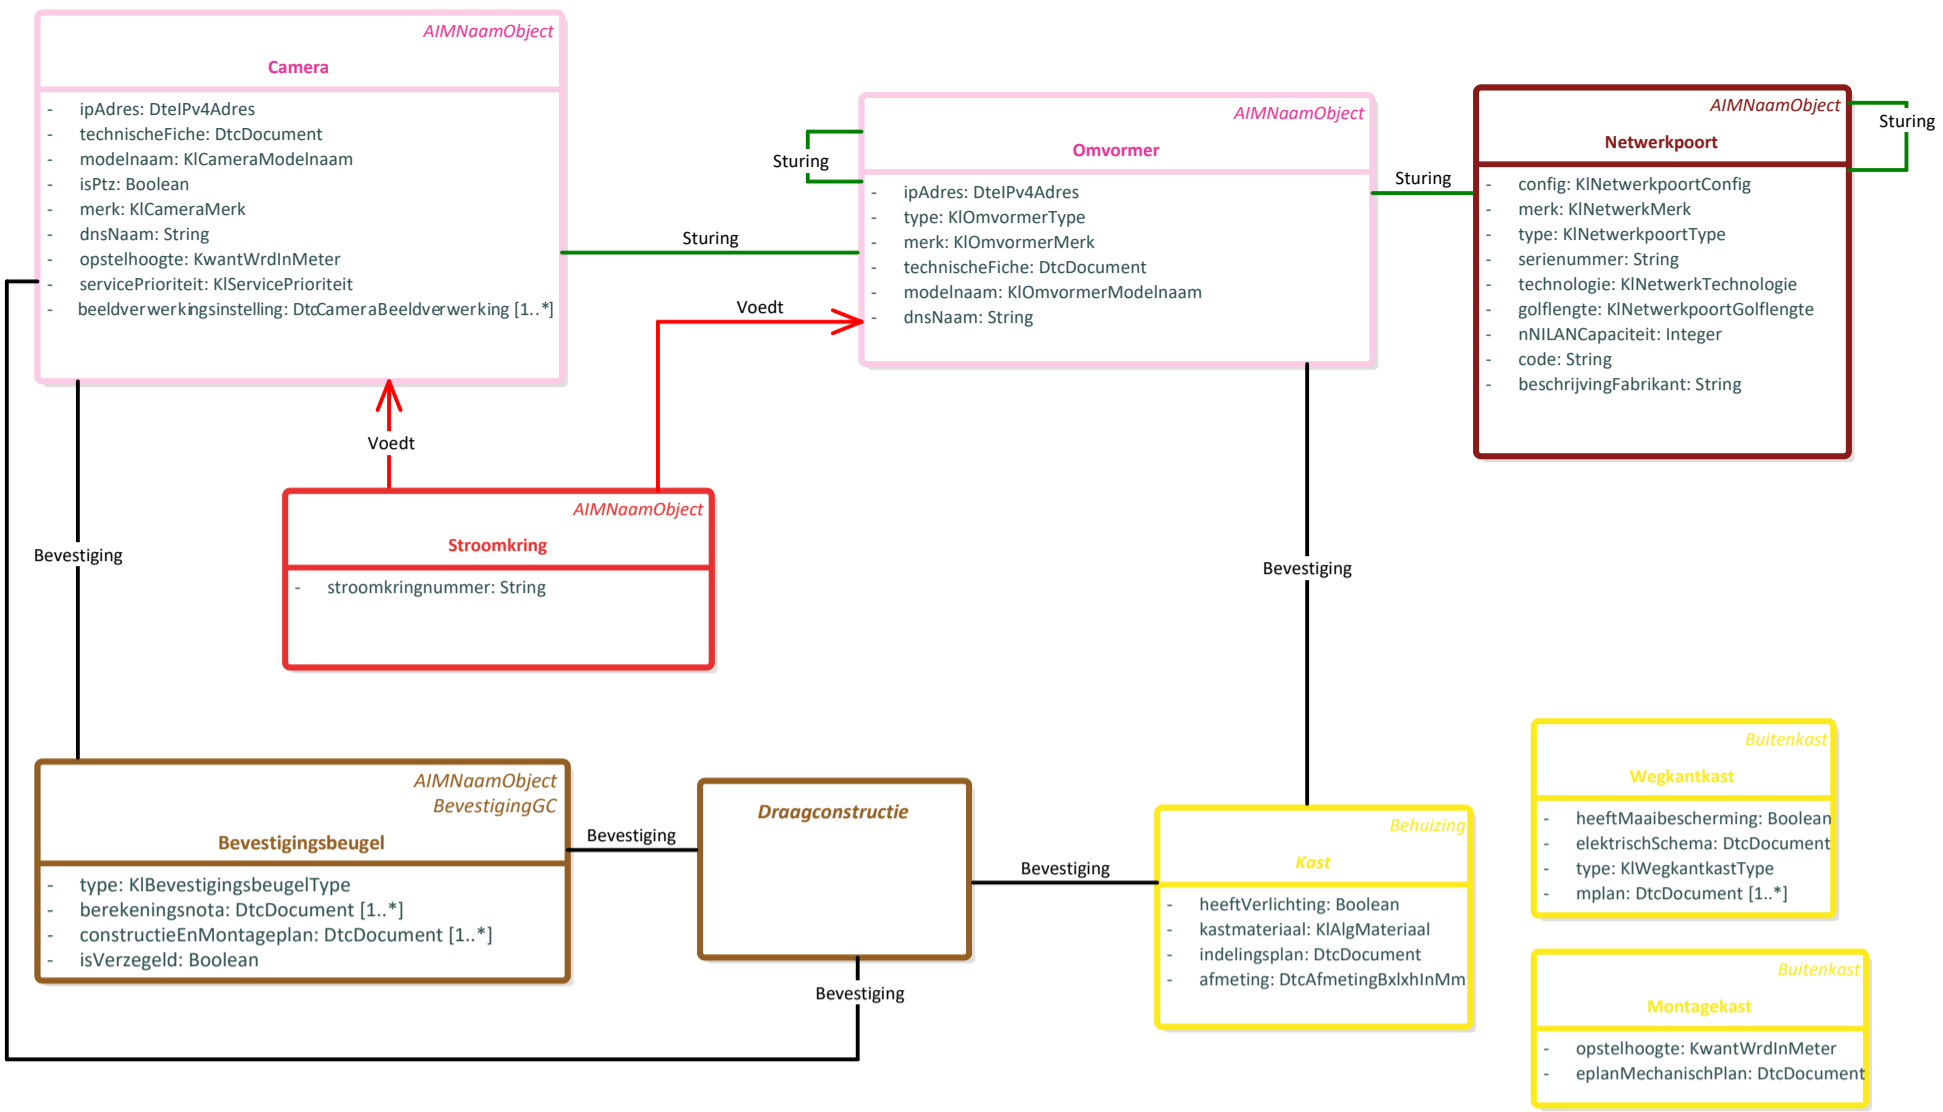 AIMNaamObject
Camera
- ipAdres: DteIPv4Adres
- technischeFiche: DtcDocument
- modelnaam: KlCameraModelnaam
- isPtz: Boolean
- merk: KlCameraMerk
- dnsNaam: String
- opstelhoogte: KwantWrdInMeter
- servicePrioriteit: KlServicePrioriteit
- beeldverwerkingsinstelling: DtcCameraBeeldverwerking [1..*]
AIMNaamObject
Omvormer
- ipAdres: DteIPv4Adres
- type: KlOmvormerType
- merk: KlOmvormerMerk
- technischeFiche: DtcDocument
- modelnaam: KlOmvormerModelnaam
- dnsNaam: String
AIMNaamObject
Netwerkpoort
- config: KlNetwerkpoortConfig
- merk: KlNetwerkMerk
- type: KlNetwerkpoortType
- serienummer: String
- technologie: KlNetwerkTechnologie
- golflengte: KlNetwerkpoortGolflengte
- nNILANCapaciteit: Integer
- code: String
- beschrijvingFabrikant: String
Sturing
Sturing
Sturing
Sturing
Voedt
Voedt
AIMNaamObject
Stroomkring
- stroomkringnummer: String
Bevestiging
Bevestiging
AIMNaamObject
BevestigingGC
Bevestigingsbeugel
- type: KlBevestigingsbeugelType
- berekeningsnota: DtcDocument [1..*]
- constructieEnMontageplan: DtcDocument [1..*]
- isVerzegeld: Boolean
Bevestiging
Draagconstructie
Bevestiging
Bevestiging
Behuizing
Kast
- heeftVerlichting: Boolean
- kastmateriaal: KlAlgMateriaal
- indelingsplan: DtcDocument
- afmeting: DtcAfmetingBxlxhInMm
Buitenkast
Wegkantkast
- heeftMaaibescherming: Boolean
- elektrischSchema: DtcDocument
- type: KlWegkantkastType
- mplan: DtcDocument [1..*]
Buitenkast
Montagekast
- opstelhoogte: KwantWrdInMeter
- eplanMechanischPlan: DtcDocument